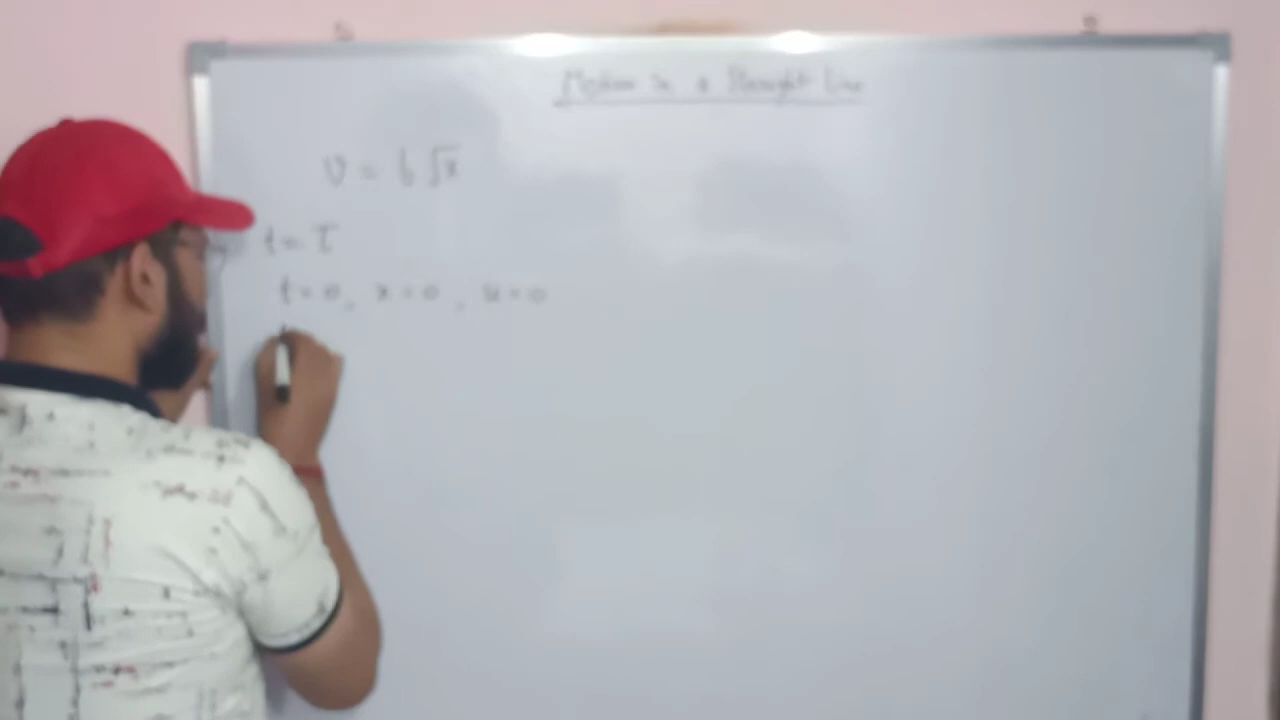 Motion in a Straight Line
v = b √x
t = τ
t = 0, x = 0, u = 0